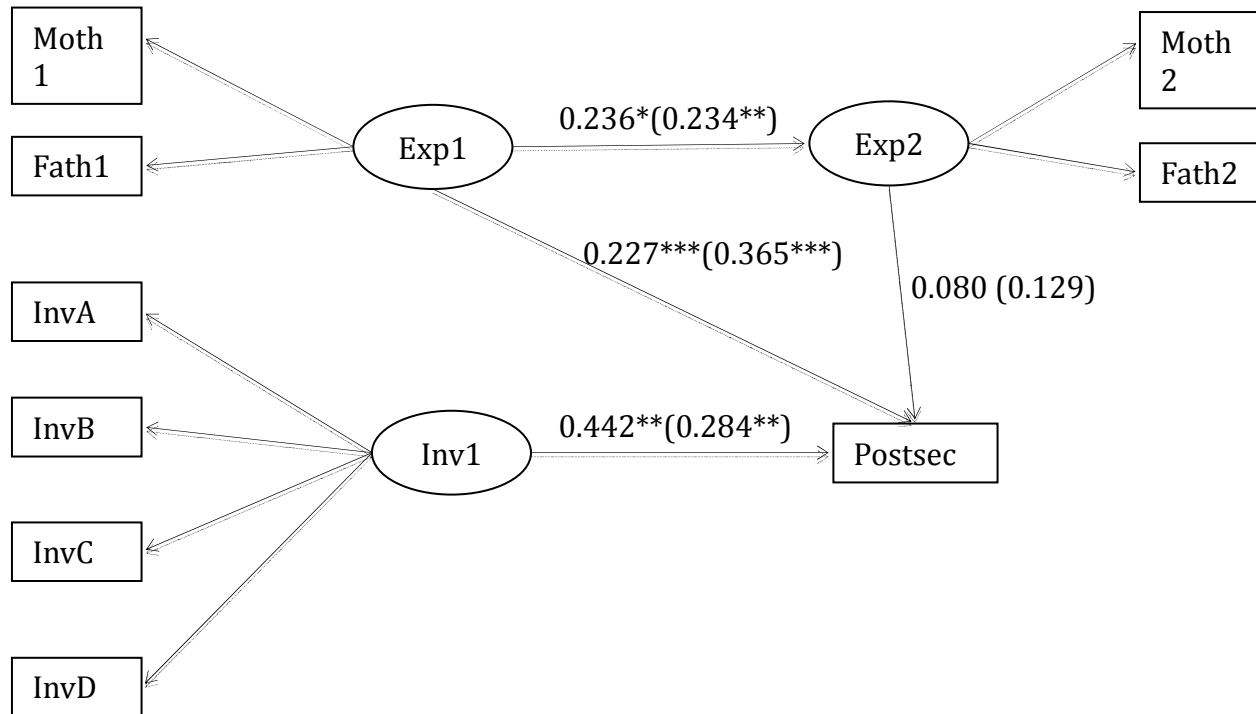 Moth
1
Moth
2
0.236*(0.234**)
Exp1
Exp2
Fath1
Fath2
0.227***(0.365***)
0.080 (0.129)
InvA
InvB
0.442**(0.284**)
Inv1
Postsec
InvC
InvD